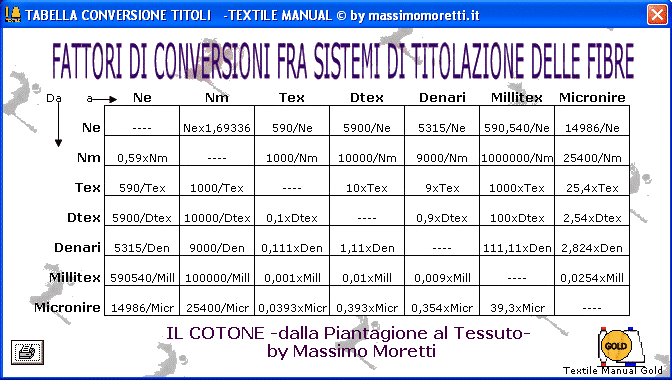 TABELLA CONVERSIONE TITOLI -TEXTILE MANUAL © by massimomoretti.it
FATTORI DI CONVERSIONI FRA SISTEMI DI TITOLAZIONE DELLE FIBRE
Da a Ne Nm Tex Dtex Denari Millitex Micronire
Ne ---- Nex1,69336 590/Ne 5900/Ne 5315/Ne 590,540/Ne 14986/Ne
Nm 0,59xNm ---- 1000/Nm 10000/Nm 9000/Nm 1000000/Nm 25400/Nm
Tex 590/Tex 1000/Tex ---- 10xTex 9xTex 1000xTex 25,4xTex
Dtex 5900/Dtex 10000/Dtex 0,1xDtex ---- 0,9xDtex 100xDtex 2,54xDtex
Denari 5315/Den 9000/Den 0,111xDen 1,11xDen ---- 111,11xDen 2,824xDen
Millitex 590540/Mill 100000/Mill 0,001xMill 0,01xMill 0,009xMill ---- 0,0254xMill
Micronire 14986/Micr 25400/Micr 0,0393xMicr 0,393xMicr 0,354xMicr 39,3xMicr ----
IL COTONE -dalla Piantagione al Tessuto-
by Massimo Moretti
GOLD
Textile Manual Gold